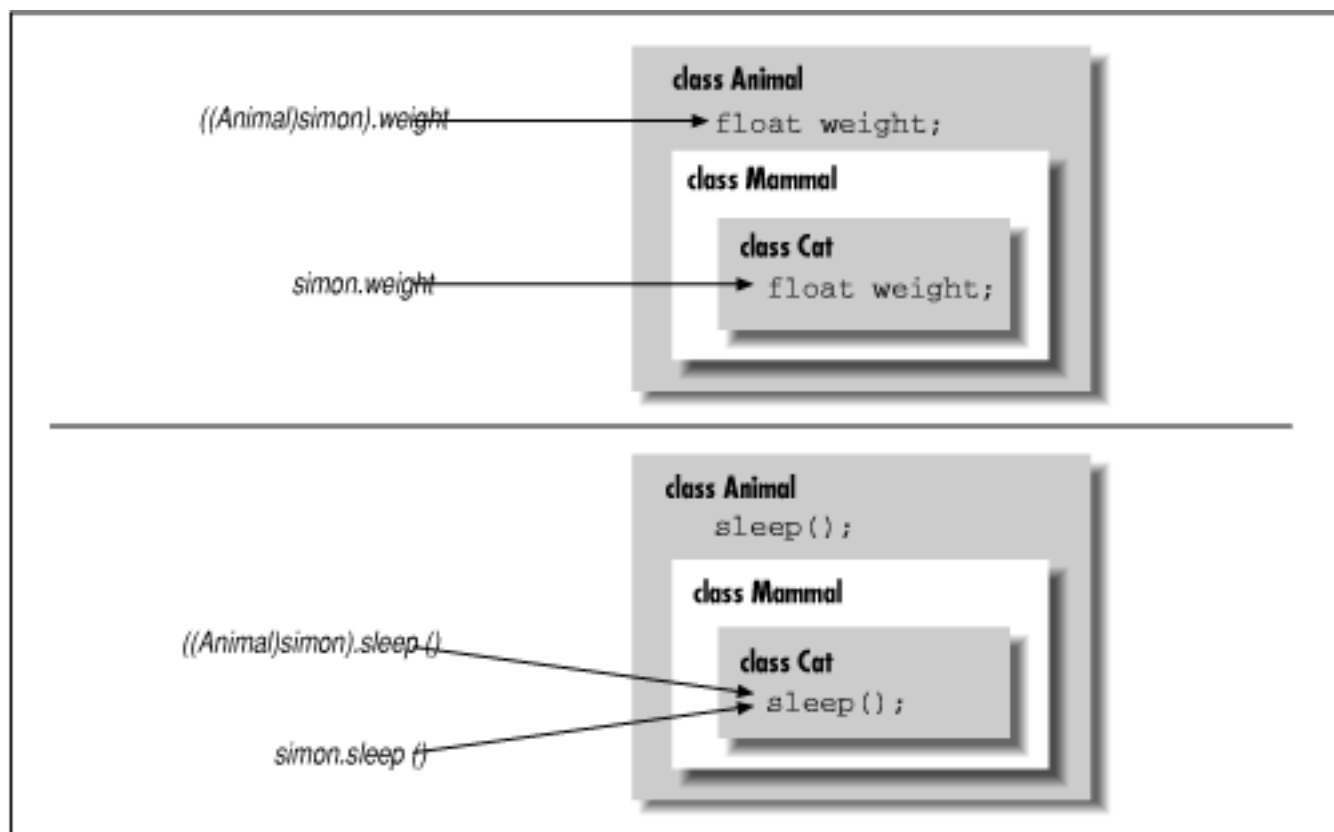 class Animal
((Animal)simon).weight
float weight;
class Mammal
class Cat
simon.weight
float weight;
class Animal
sleep();
class Mammal
((Animal)simon).sleep ()
class Cat
sleep();
simon.sleep ()